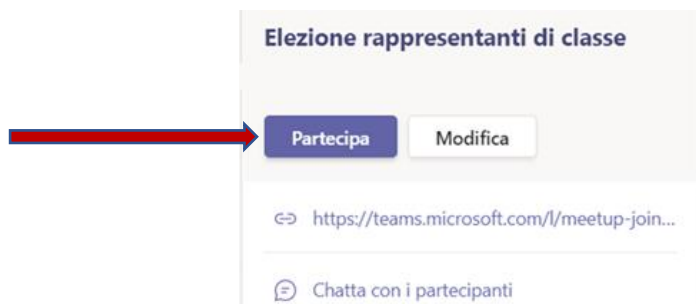 Elezione rappresentanti di classe
Partecipa Modifica
https://teams.microsoft.com/l/meetup-join...
Chatta con i partecipanti